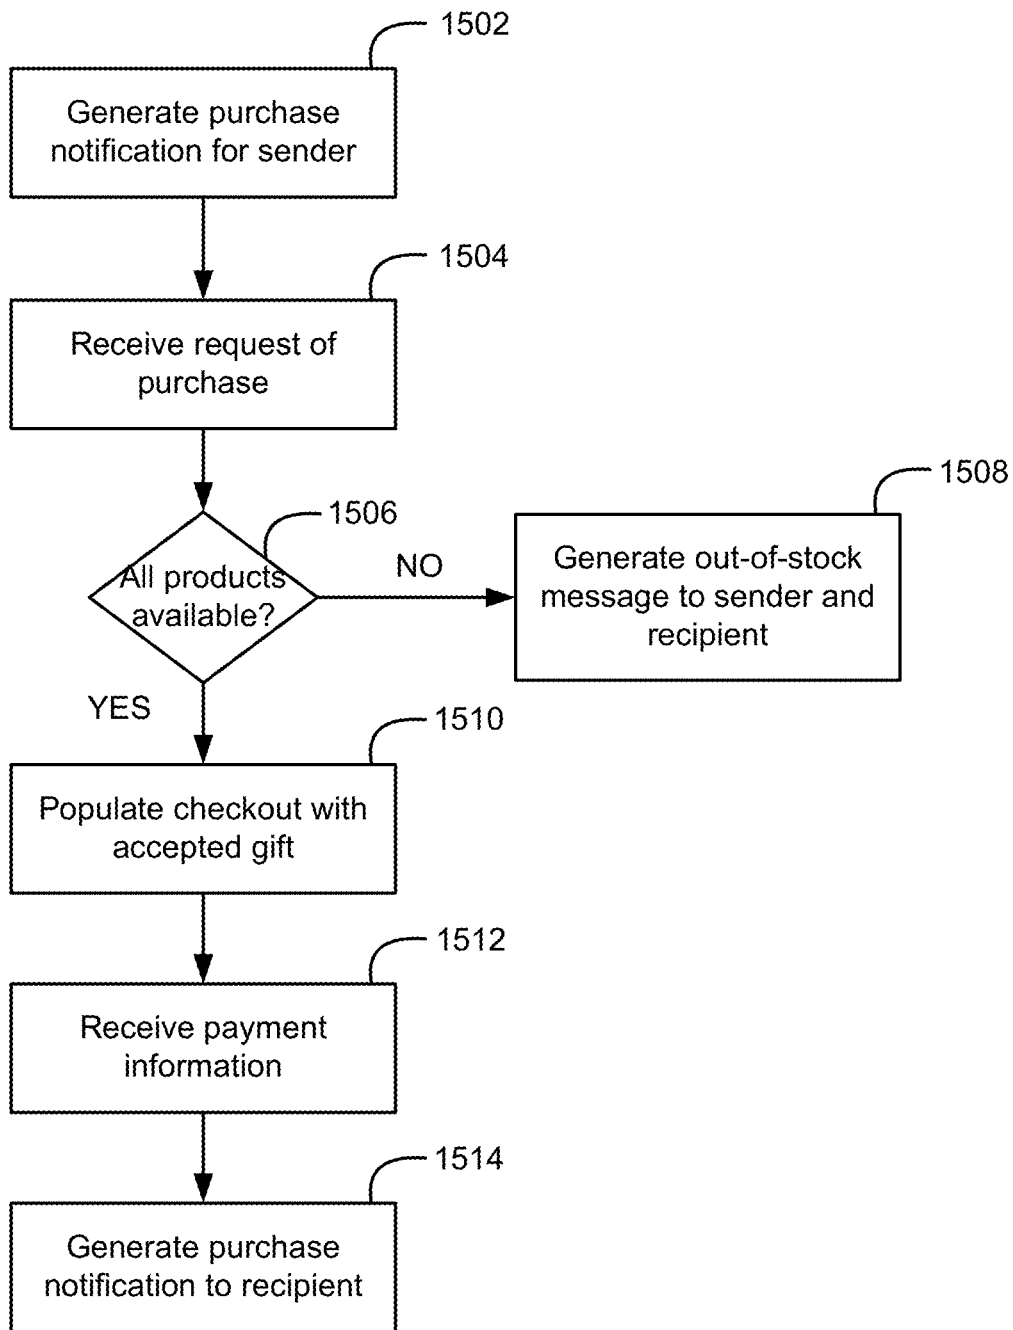 1502
Generate purchase
notification for sender
1504
Receive request of
purchase
1506
All products
available?
NO
1508
Generate out-of-stock
message to sender and
recipient
YES
1510
Populate checkout with
accepted gift
1512
Receive payment
information
1514
Generate purchase
notification to recipient